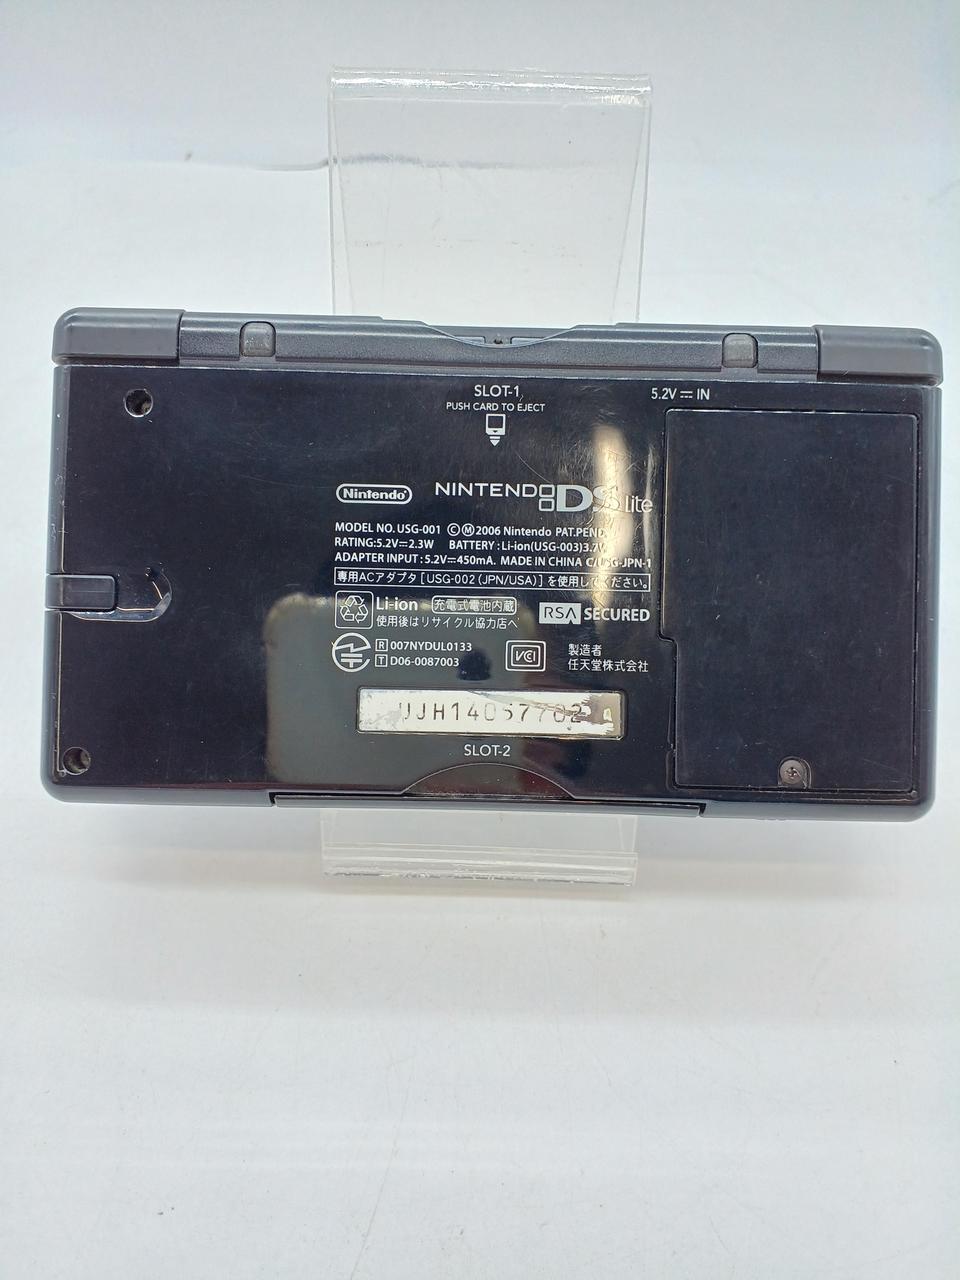 SLOT-1
PUSH CARD TO EJECT
5.2V⎓IN
Nintendo
NINTENDO DS Lite
MODEL NO. USG-001 ⒸⓂ2006 Nintendo PAT.PEND.
RATING:5.2V⎓2.3W BATTERY:Li-ion(USG-003)3.7V
ADAPTER INPUT:5.2V⎓450mA. MADE IN CHINA C/USG-JPN-1
専用ACアダプタ[USG-002(JPN/USA)]を使用してください。
Li-ion 充電式電池内蔵
使用後はリサイクル協力店へ
RSA SECURED
R 007NYDUL0133
T D06-0087003
VCI
製造者
任天堂株式会社
SLOT-2